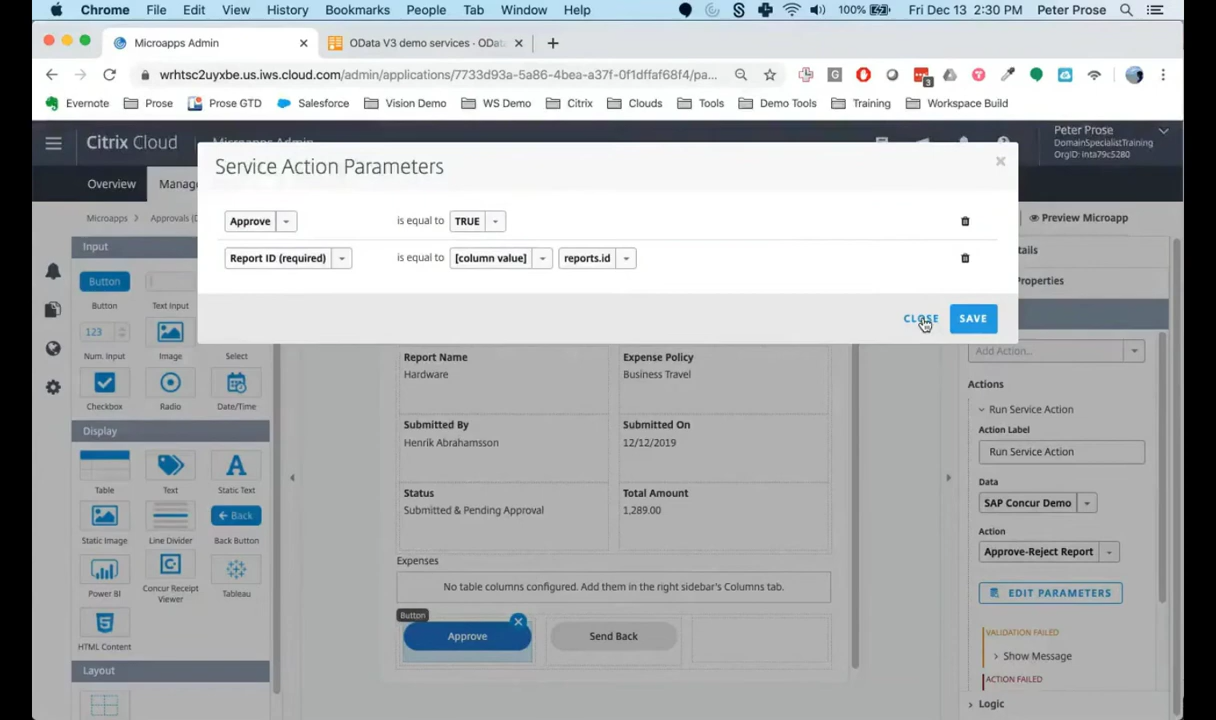 Chrome File Edit View History Bookmarks People Tab Window Help 100% Fri Dec 13 2:30 PM Peter Prose
Microapps Admin OData V3 demo services · OData
wrhtsc2uyxbe.us.iws.cloud.com/admin/applications/7733d93a-5a86-4bea-a37f-0f1dffaf68f4/pa...
Evernote Prose Prose GTD Salesforce Vision Demo WS Demo Citrix Clouds Tools Demo Tools Training Workspace Build
Citrix Cloud Microapps Admin Peter Prose
DomainSpecialistTraining
OrgID: inta79c5280
Service Action Parameters
Overview
Microapps Approvals
Preview Microapp
Approve is equal to TRUE
Report ID (required) is equal to [column value] reports.id
CLOSE SAVE
Input
Button
Button Text Input
123
Num. Input Image Select
Checkbox Radio Date/Time
Display
Table Text Static Text
Back
Static Image Line Divider Back Button
Power BI Concur Receipt Viewer Tableau
HTML Content
Layout
Report Name Expense Policy
Hardware Business Travel
Submitted By Submitted On
Henrik Abrahamsson 12/12/2019
Status Total Amount
Submitted & Pending Approval 1,289.00
Expenses
No table columns configured. Add them in the right sidebar's Columns tab.
Button
Approve Send Back
Properties
Add Action...
Actions
Run Service Action
Action Label
Run Service Action
Data
SAP Concur Demo
Action
Approve-Reject Report
EDIT PARAMETERS
VALIDATION FAILED
Show Message
ACTION FAILED
Logic